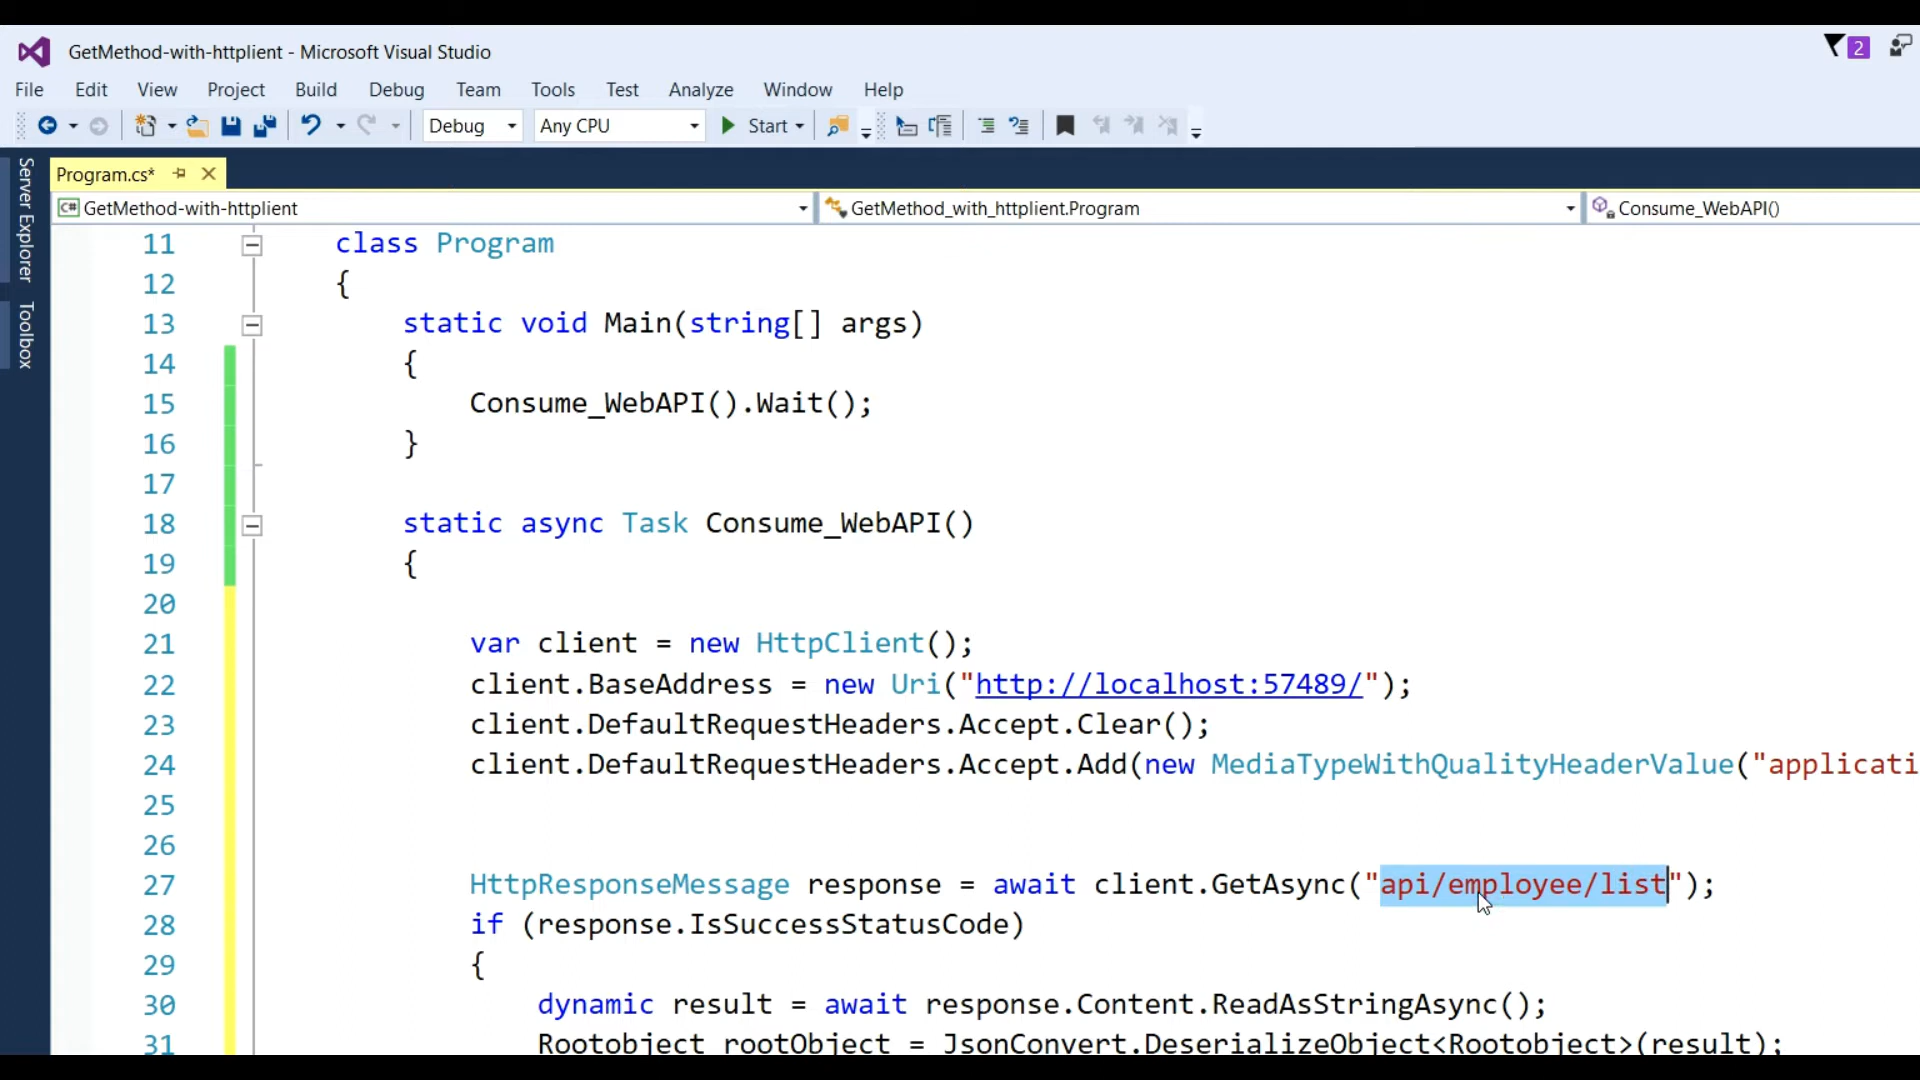 GetMethod-with-httplient - Microsoft Visual Studio
2
File Edit View Project Build Debug Team Tools Test Analyze Window Help
Debug Any CPU Start
Server Explorer
Toolbox
Program.cs*
C# GetMethod-with-httplient GetMethod_with_httplient.Program Consume_WebAPI()
11 class Program
12 {
13 static void Main(string[] args)
14 {
15 Consume_WebAPI().Wait();
16 }
17
18 static async Task Consume_WebAPI()
19 {
20
21 var client = new HttpClient();
22 client.BaseAddress = new Uri("http://localhost:57489/");
23 client.DefaultRequestHeaders.Accept.Clear();
24 client.DefaultRequestHeaders.Accept.Add(new MediaTypeWithQualityHeaderValue("applicati
25
26
27 HttpResponseMessage response = await client.GetAsync("api/employee/list");
28 if (response.IsSuccessStatusCode)
29 {
30 dynamic result = await response.Content.ReadAsStringAsync();
31 Rootobject rootObject = JsonConvert.DeserializeObject<Rootobject>(result);